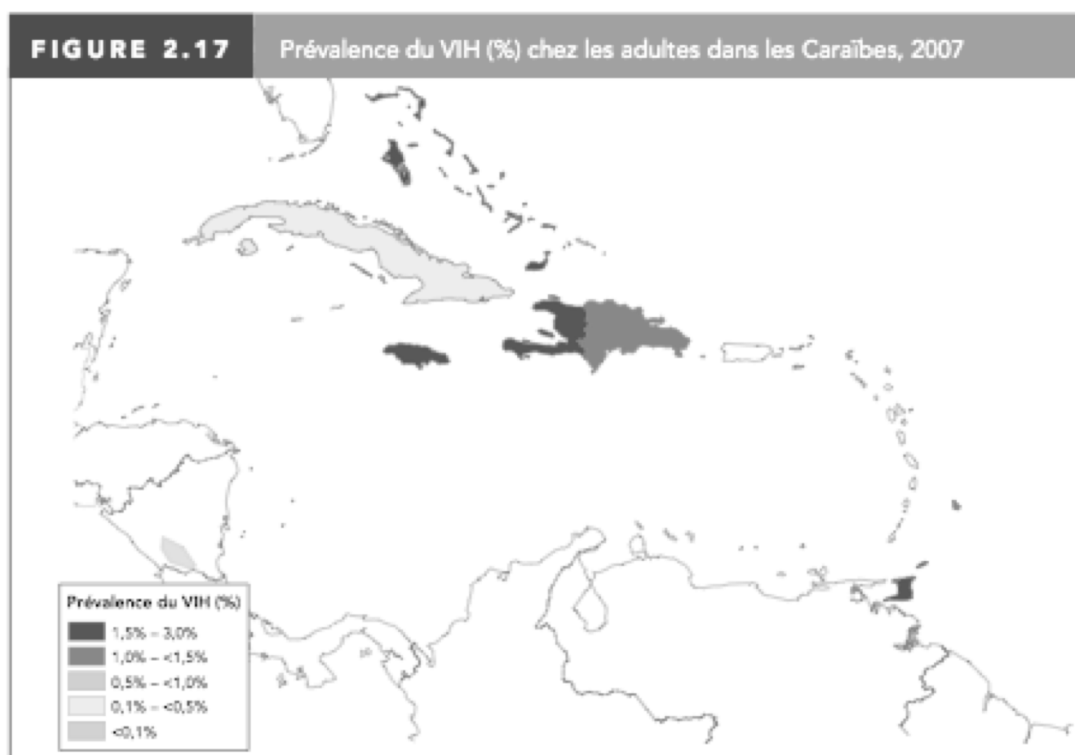 FIGURE 2.17
Prévalence du VIH (%) chez les adultes dans les Caraïbes, 2007
Prévalence du VIH (%)
1,5% – 3,0%
1,0% – <1,5%
0,5% – <1,0%
0,1% – <0,5%
<0,1%